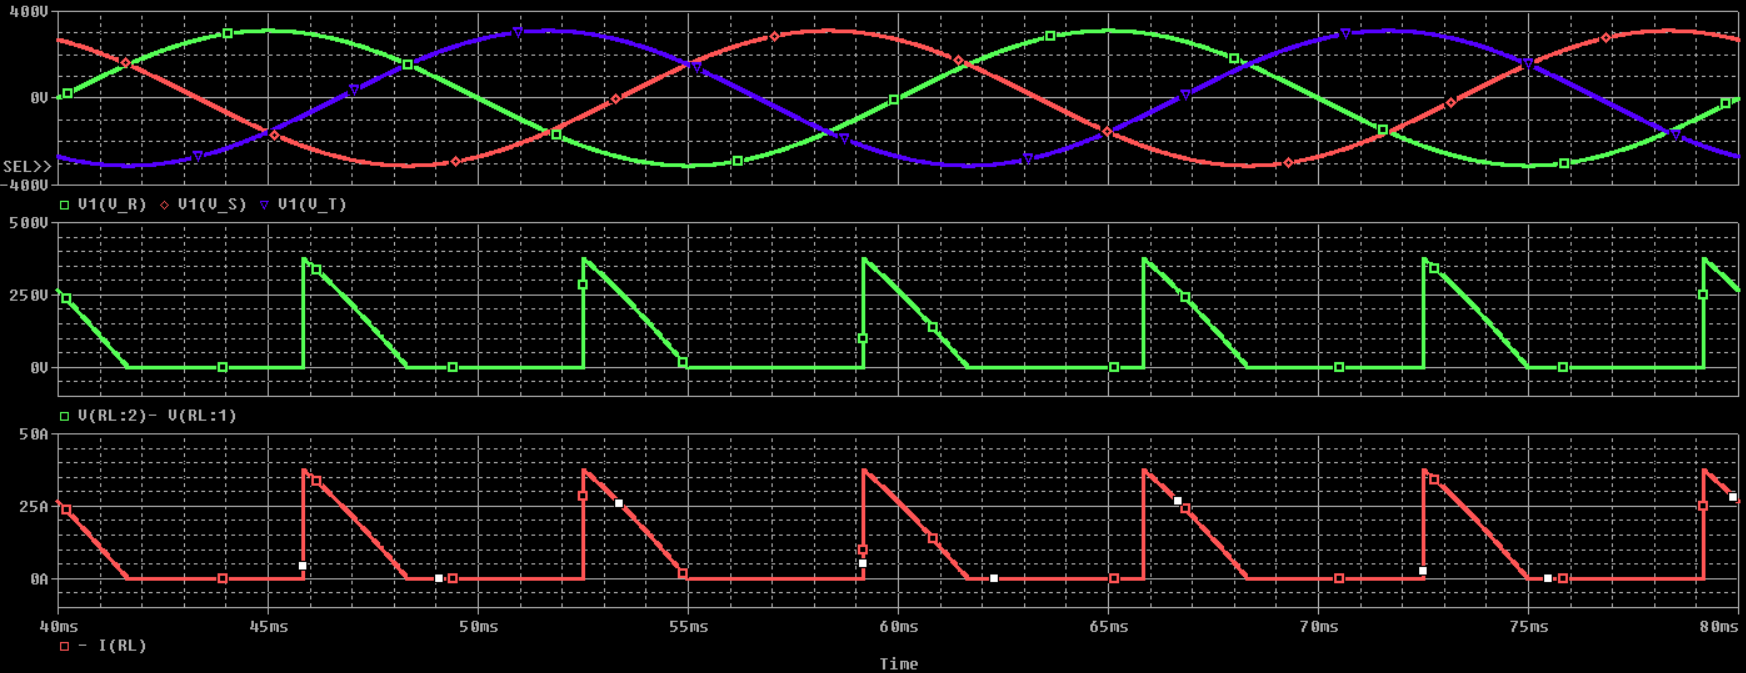 400V
0V
SEL>>
-400V
V1(V_R) V1(V_S) V1(V_T)
500V
250V
0V
V(RL:2)- V(RL:1)
50A
25A
0A
40ms 45ms 50ms 55ms 60ms 65ms 70ms 75ms 80ms
- I(RL)
Time